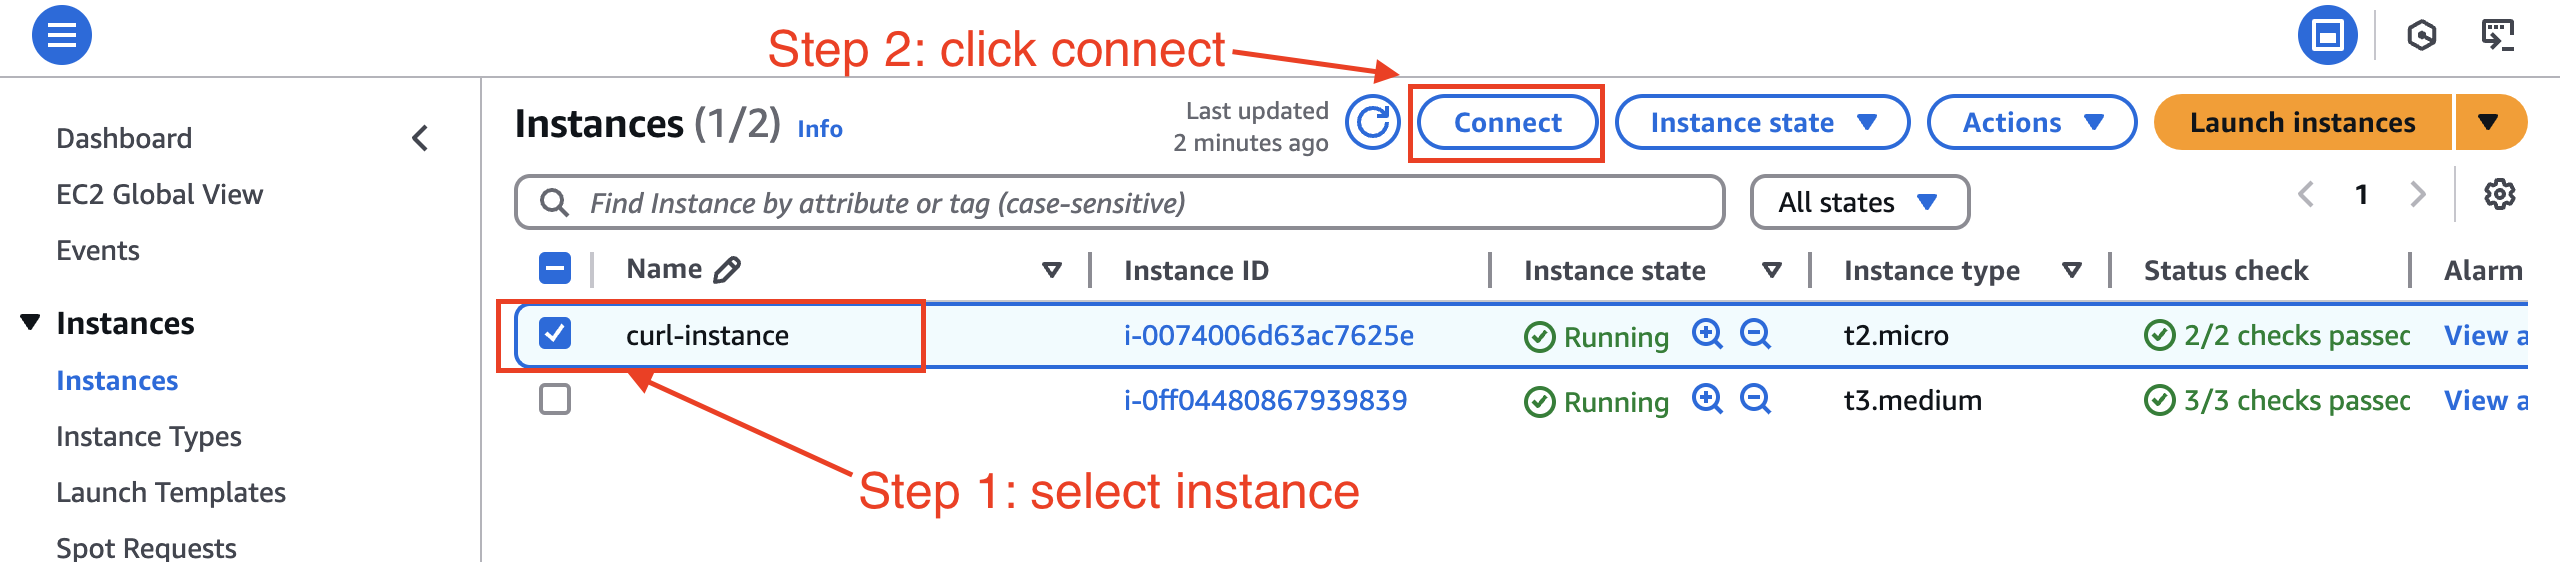 Step 2: click connect
Dashboard
EC2 Global View
Events
Instances
Instances
Instance Types
Launch Templates
Spot Requests
Instances (1/2) Info
Last updated
2 minutes ago
Connect
Instance state
Actions
Launch instances
Find Instance by attribute or tag (case-sensitive)
All states
1
Name Instance ID Instance state Instance type Status check Alarm
curl-instance i-0074006d63ac7625e Running t2.micro 2/2 checks passec View a
i-0ff04480867939839 Running t3.medium 3/3 checks passec View a
Step 1: select instance